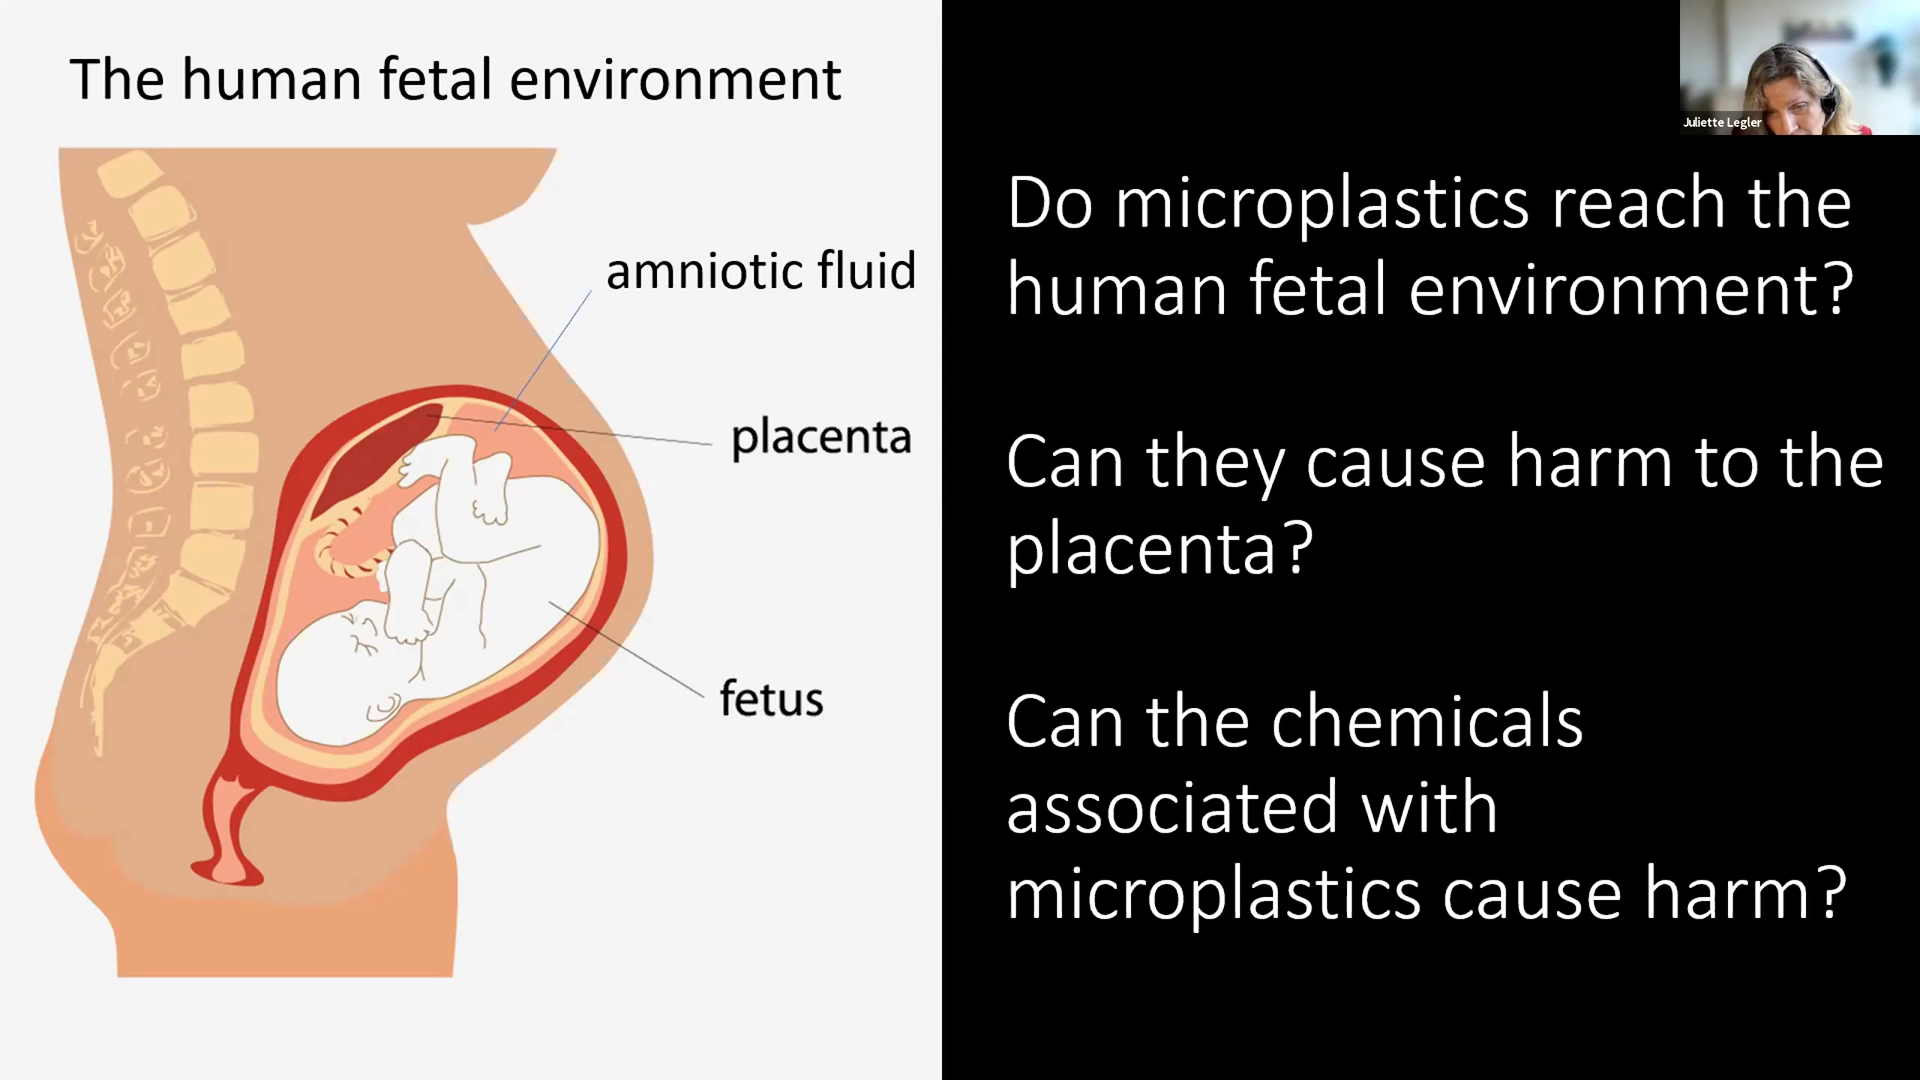 The human fetal environment
amniotic fluid
placenta
fetus
Juliette Legler
Do microplastics reach the
human fetal environment?
Can they cause harm to the
placenta?
Can the chemicals
associated with
microplastics cause harm?